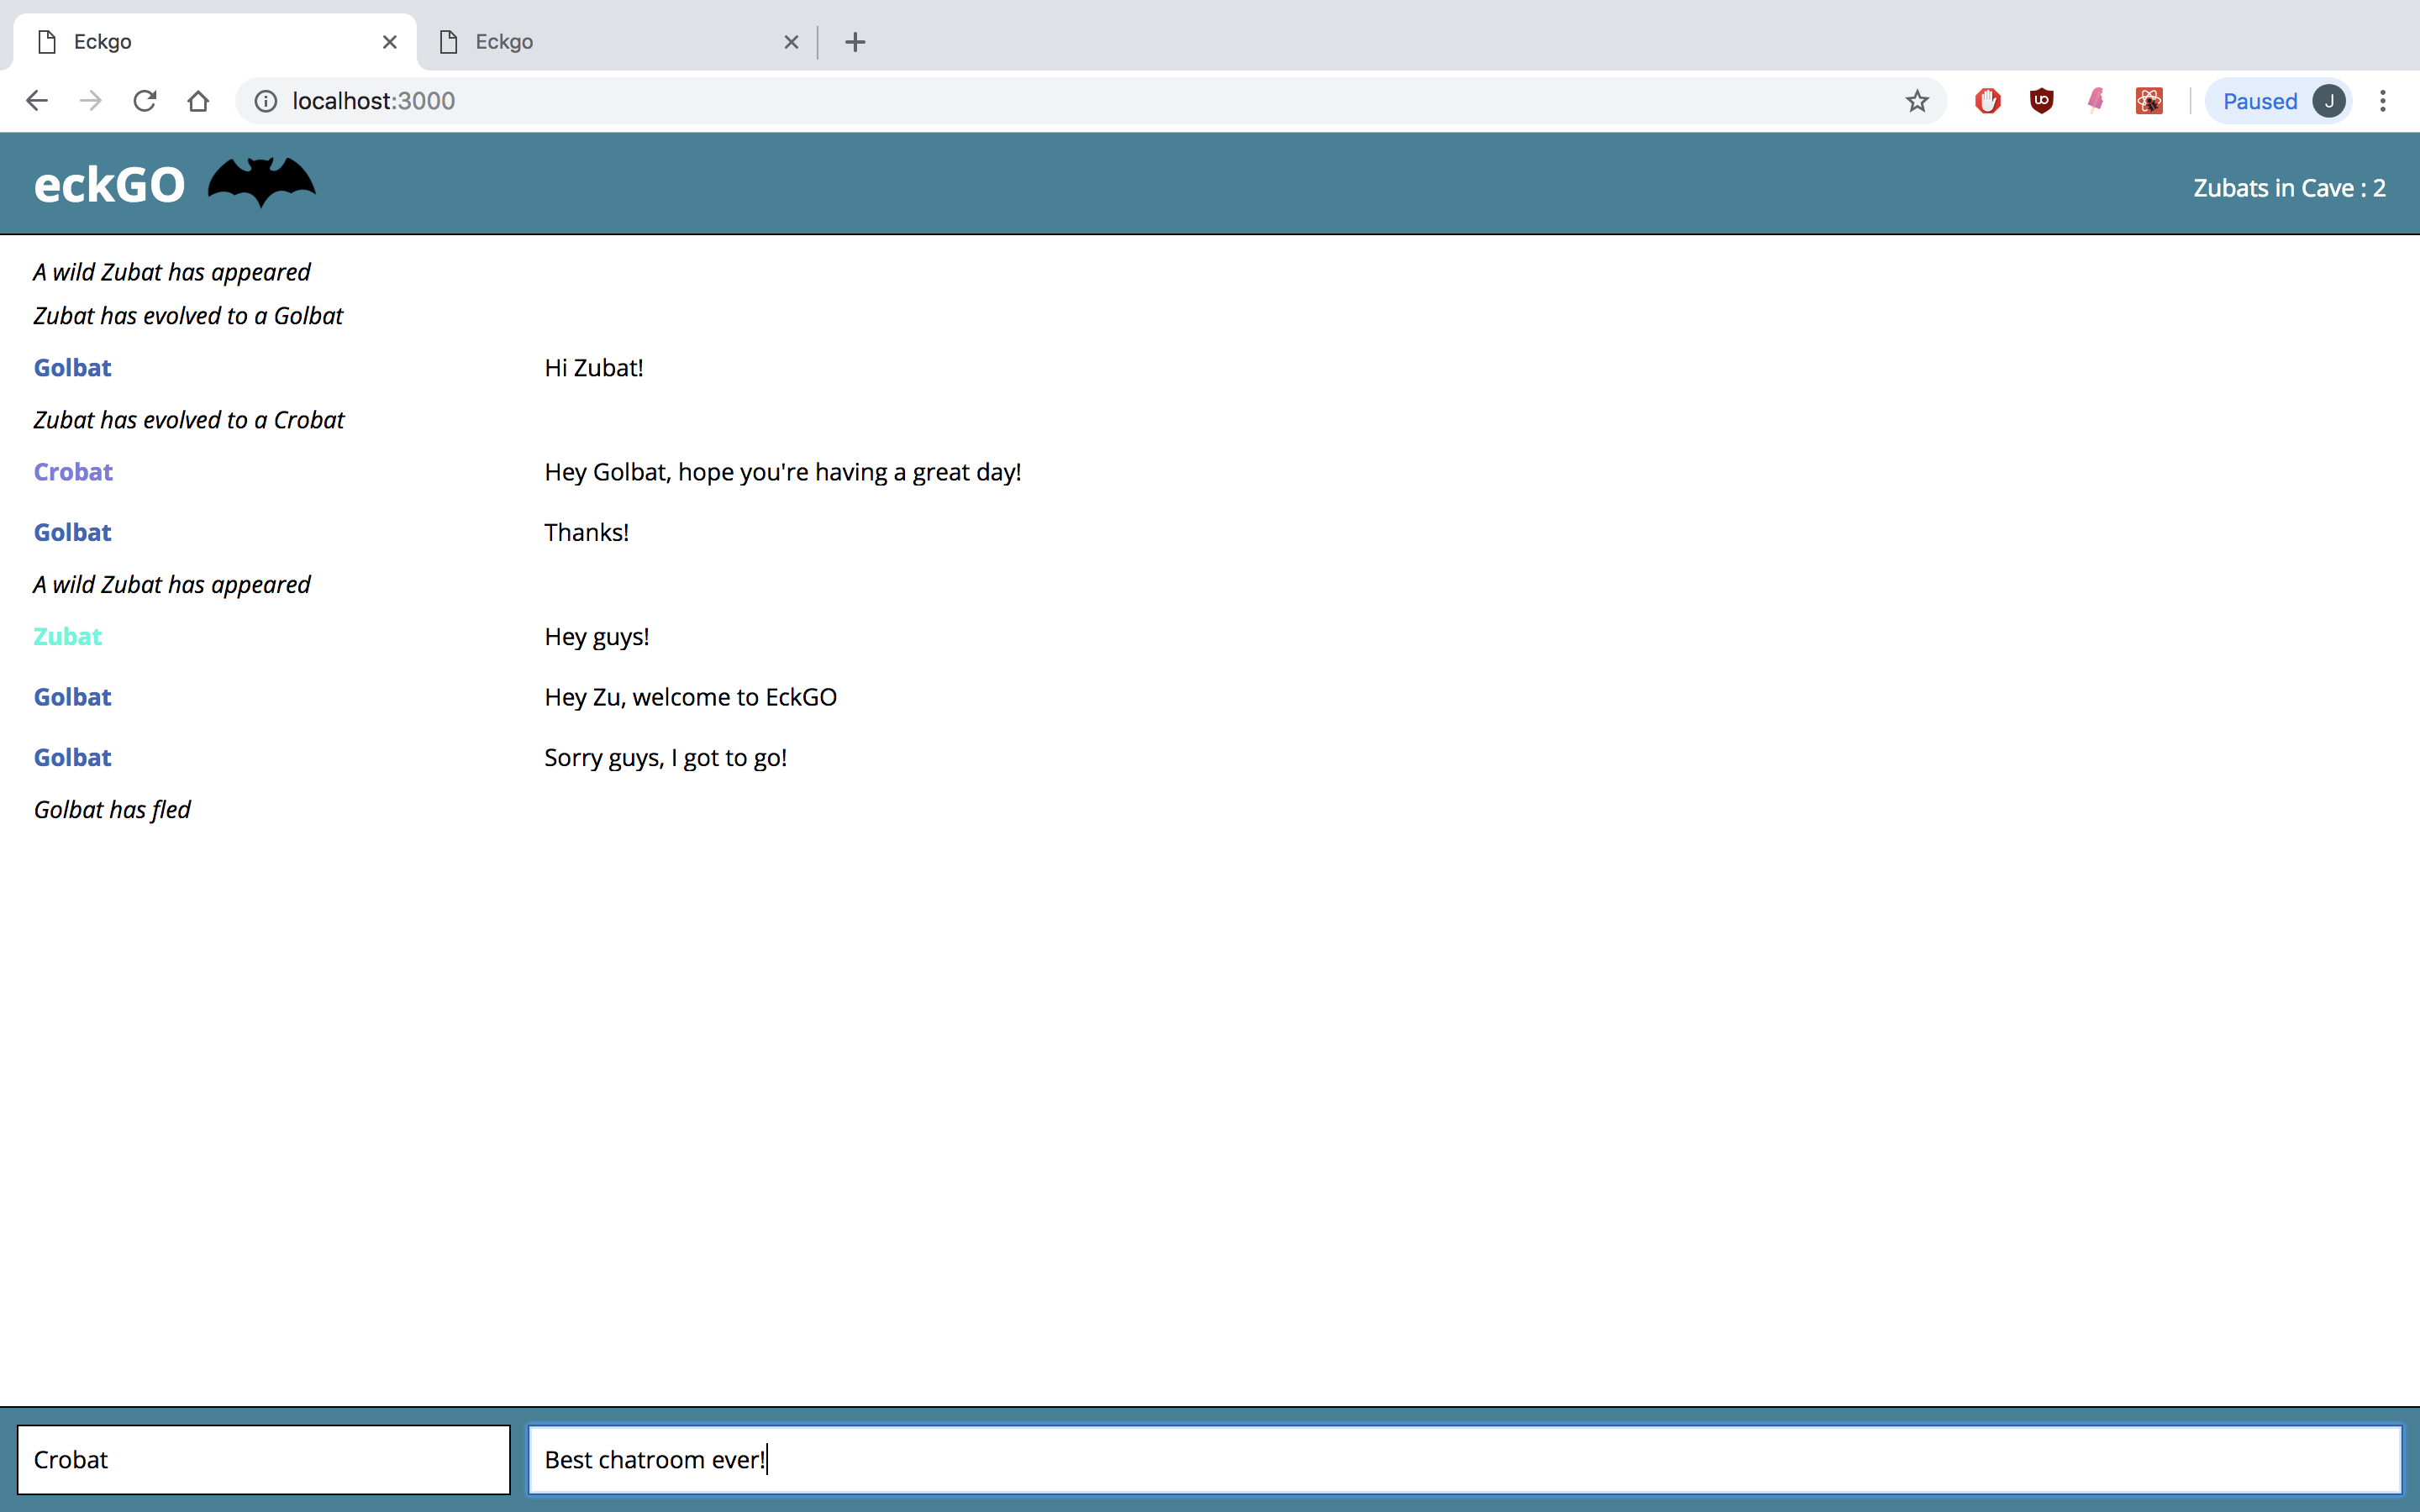 Eckgo
Eckgo
localhost:3000
Paused J
eckGO
Zubats in Cave : 2
A wild Zubat has appeared
Zubat has evolved to a Golbat
Golbat Hi Zubat!
Zubat has evolved to a Crobat
Crobat Hey Golbat, hope you're having a great day!
Golbat Thanks!
A wild Zubat has appeared
Zubat Hey guys!
Golbat Hey Zu, welcome to EckGO
Golbat Sorry guys, I got to go!
Golbat has fled
Crobat Best chatroom ever!